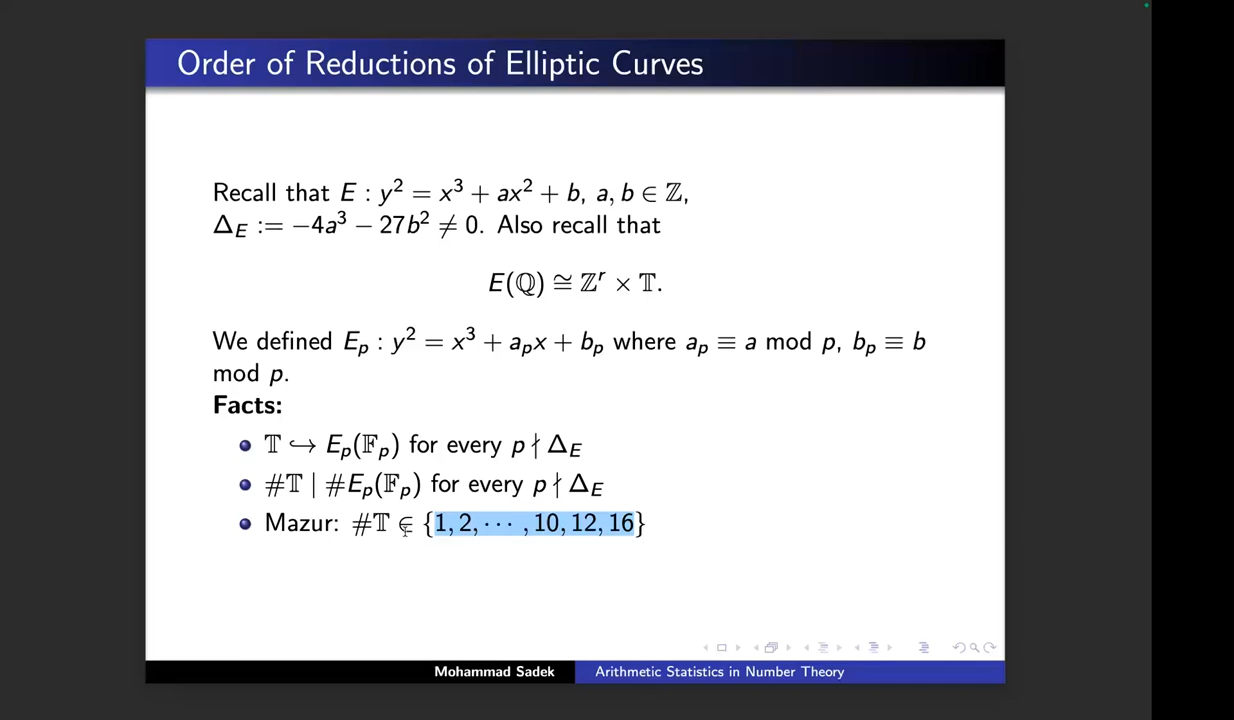 Order of Reductions of Elliptic Curves
Recall that E : y² = x³ + ax² + b, a, b ∈ ℤ,
Δ_E := −4a³ − 27b² ≠ 0. Also recall that
E(ℚ) ≅ ℤʳ × 𝕋.
We defined E_p : y² = x³ + a_p x + b_p where a_p ≡ a mod p, b_p ≡ b
mod p.
Facts:
𝕋 ↪ E_p(𝔽_p) for every p ∤ Δ_E
#𝕋 | #E_p(𝔽_p) for every p ∤ Δ_E
Mazur: #𝕋 ∈ {1, 2, ⋯ , 10, 12, 16}
Mohammad Sadek
Arithmetic Statistics in Number Theory